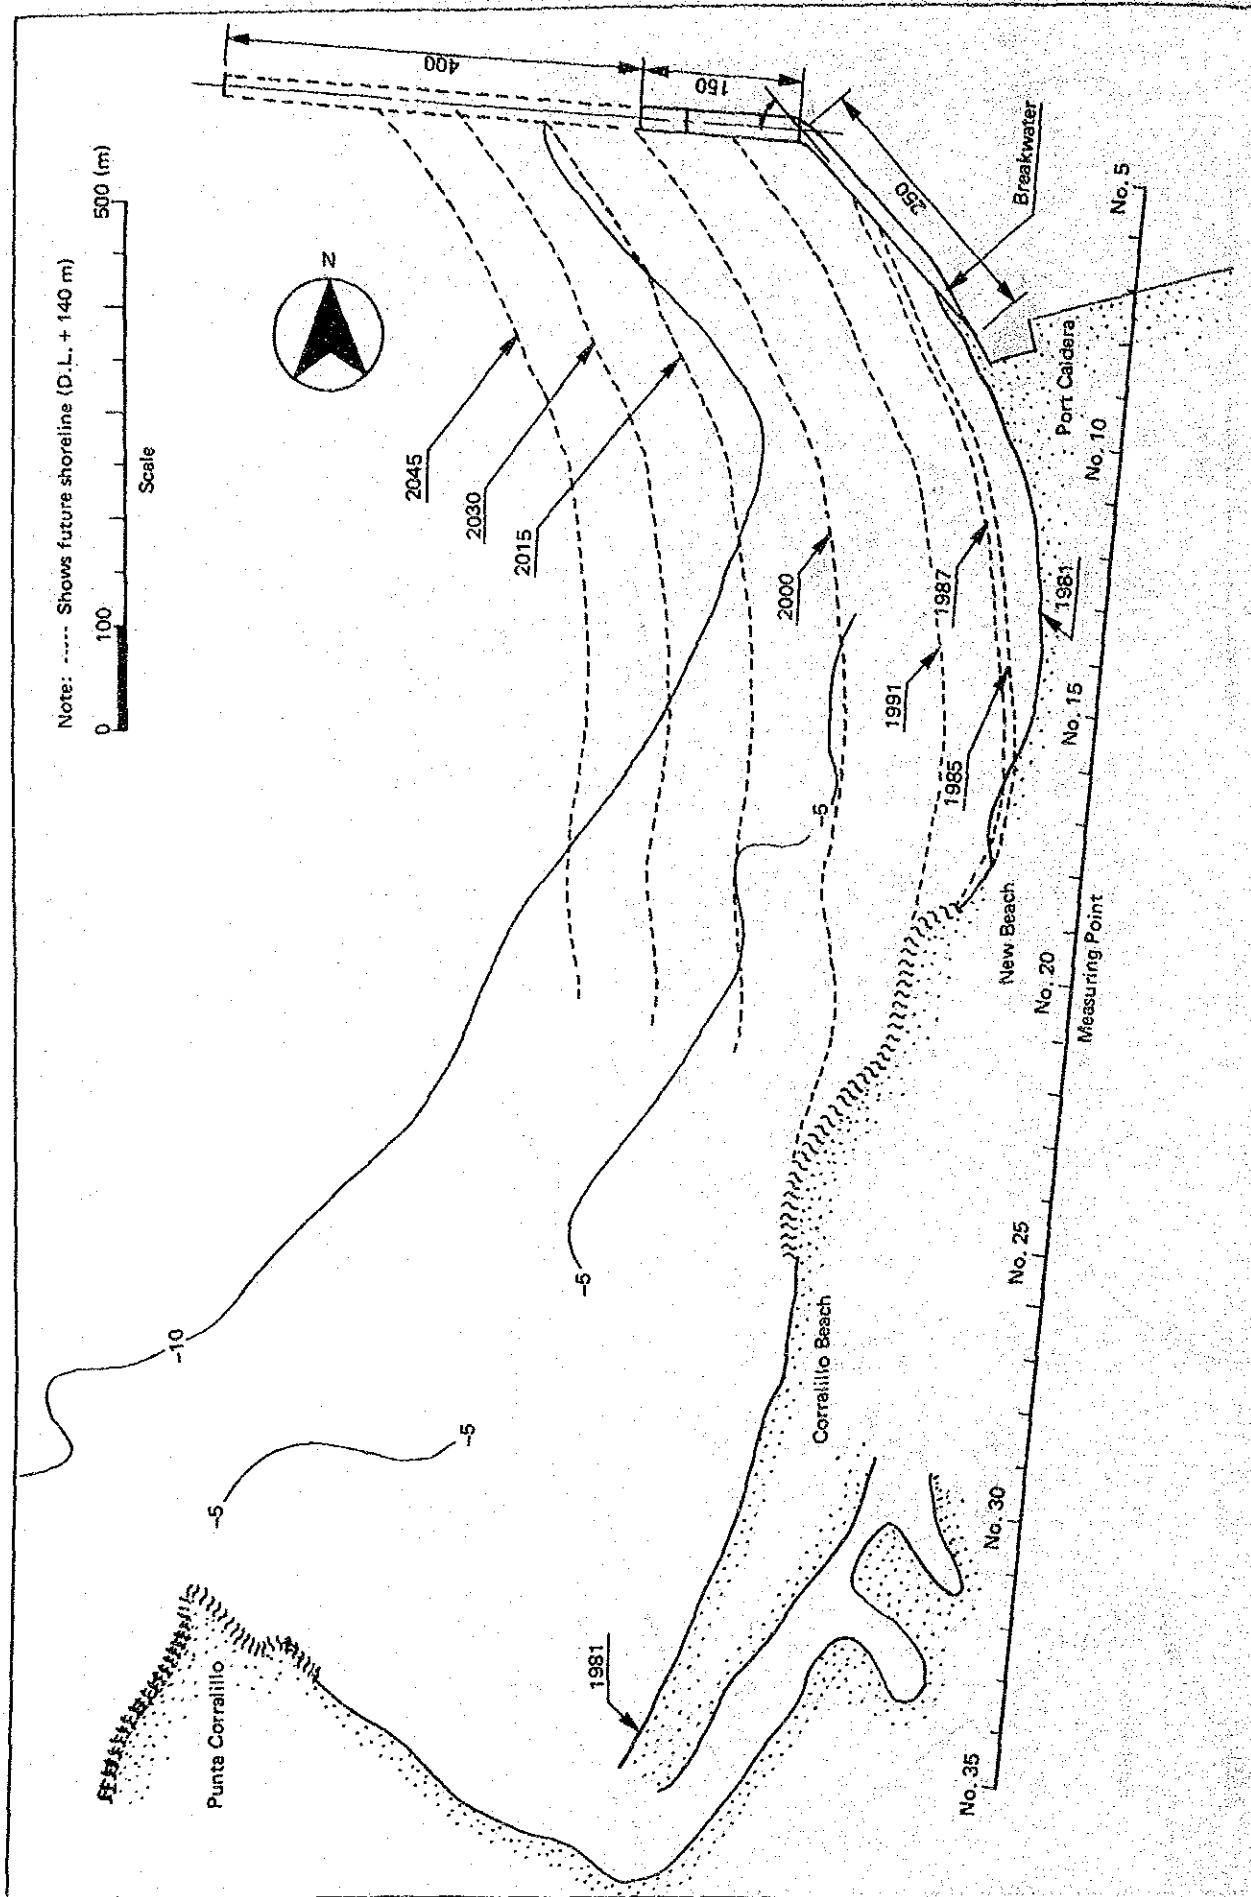 Note: ----- Shows future shoreline (D.L. + 140 m)
0 100 500 (m)
Scale
N
400
150
250
Breakwater
2045
2030
2015
2000
1991
1987
1985
1981
Port Caldera
No. 5
No. 10
No. 15
No. 20
No. 25
No. 30
No. 35
Measuring Point
New Beach
Corralillo Beach
1981
Punta Corralillo
-10
-5
-5
-5
-5